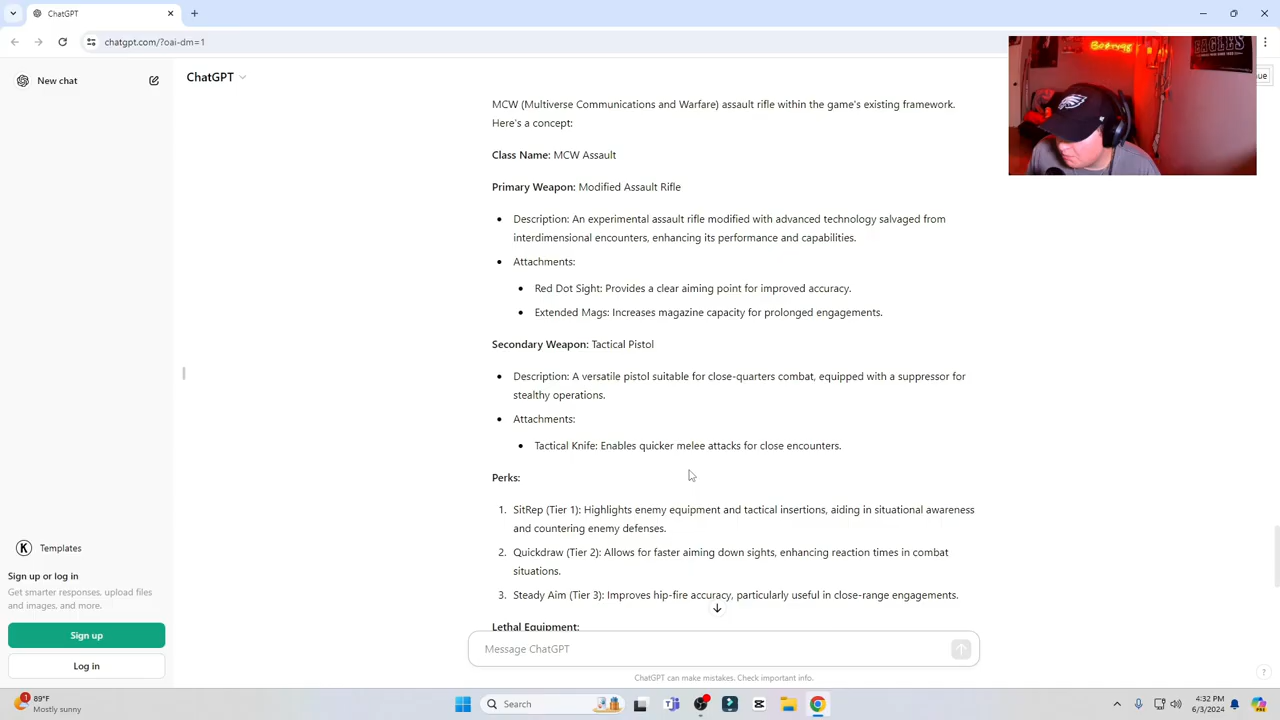 ChatGPT
chatgpt.com/?oai-dm=1
New chat
ChatGPT
MCW (Multiverse Communications and Warfare) assault rifle within the game's existing framework.
Here's a concept:
Class Name: MCW Assault
Primary Weapon: Modified Assault Rifle
Description: An experimental assault rifle modified with advanced technology salvaged from
interdimensional encounters, enhancing its performance and capabilities.
Attachments:
Red Dot Sight: Provides a clear aiming point for improved accuracy.
Extended Mags: Increases magazine capacity for prolonged engagements.
Secondary Weapon: Tactical Pistol
Description: A versatile pistol suitable for close-quarters combat, equipped with a suppressor for
stealthy operations.
Attachments:
Tactical Knife: Enables quicker melee attacks for close encounters.
Perks:
1. SitRep (Tier 1): Highlights enemy equipment and tactical insertions, aiding in situational awareness
and countering enemy defenses.
2. Quickdraw (Tier 2): Allows for faster aiming down sights, enhancing reaction times in combat
situations.
3. Steady Aim (Tier 3): Improves hip-fire accuracy, particularly useful in close-range engagements.
Lethal Equipment:
Message ChatGPT
ChatGPT can make mistakes. Check important info.
?
K
Templates
Sign up or log in
Get smarter responses, upload files
and images, and more.
Sign up
Log in
EAGLES
ue
89°F
Mostly sunny
Search
4:32 PM
6/3/2024